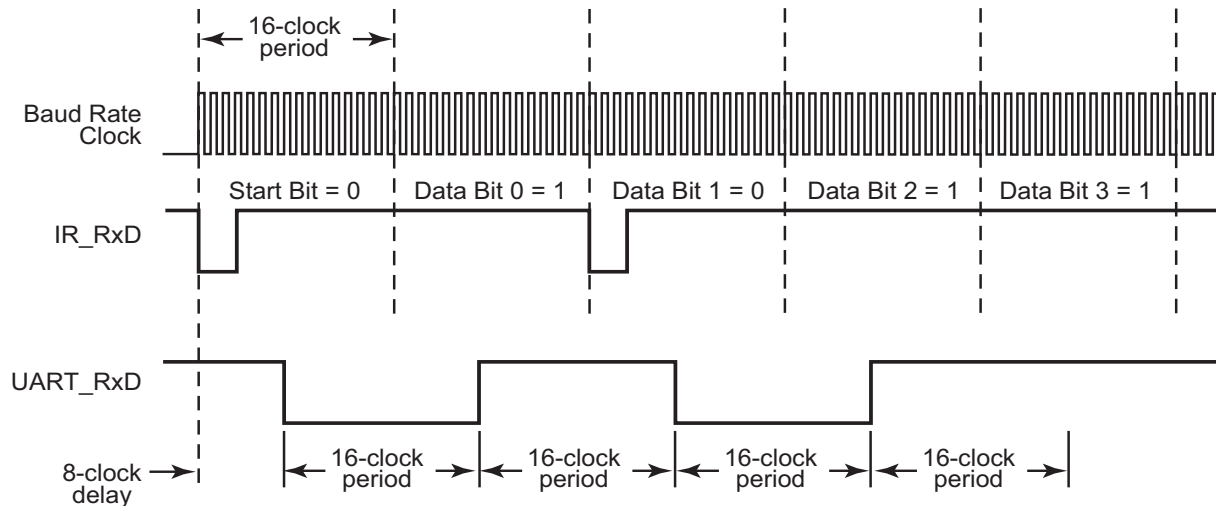 16-clock
period
Baud Rate
Clock
Start Bit = 0
Data Bit 0 = 1
Data Bit 1 = 0
Data Bit 2 = 1
Data Bit 3 = 1
IR_RxD
UART_RxD
8-clock
delay
16-clock
period
16-clock
period
16-clock
period
16-clock
period